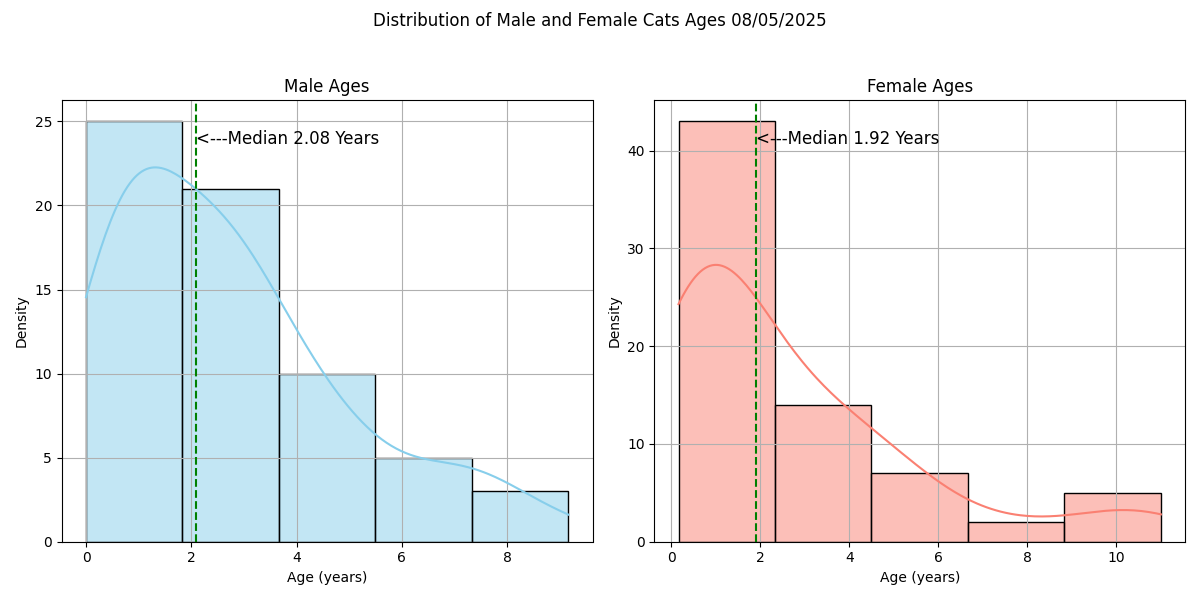 Distribution of Male and Female Cats Ages 08/05/2025
Male Ages
25
20
15
10
5
0
Density
<---Median 2.08 Years
0 2 4 6 8
Age (years)
Female Ages
40
30
20
10
0
Density
<---Median 1.92 Years
0 2 4 6 8 10
Age (years)